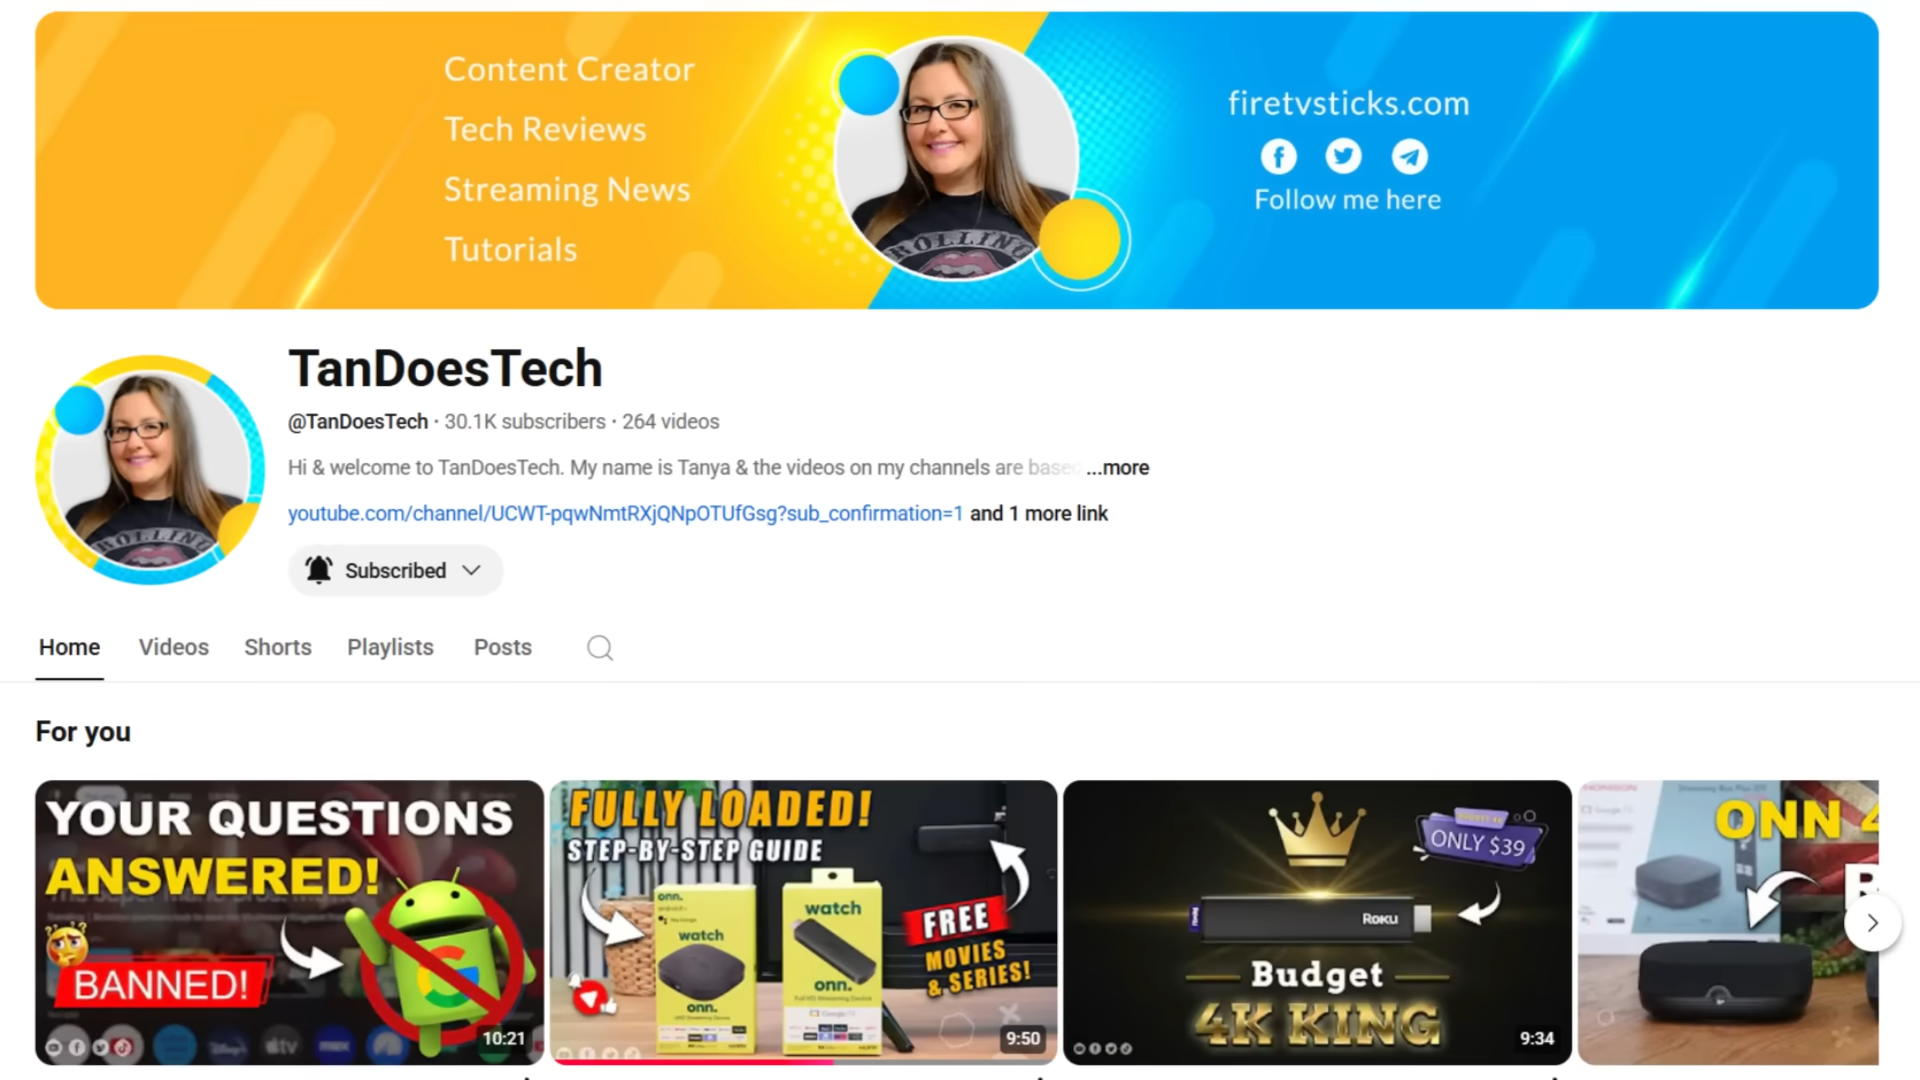 Content Creator
Tech Reviews
Streaming News
Tutorials
firetvsticks.com
Follow me here
ROLLING
TanDoesTech
@TanDoesTech · 30.1K subscribers · 264 videos
Hi & welcome to TanDoesTech. My name is Tanya & the videos on my channels are based ...more
youtube.com/channel/UCWT-pqwNmtRXjQNpOTUfGsg?sub_confirmation=1 and 1 more link
ROLLING
Subscribed
Home Videos Shorts Playlists Posts
For you
YOUR QUESTIONS
ANSWERED!
BANNED!
10:21
FULLY LOADED!
STEP-BY-STEP GUIDE
onn.
watch
onn.
watch
onn.
FREE
MOVIES
& SERIES!
9:50
ONLY $39
ROKU
Budget
4K KING
9:34
ONN 4